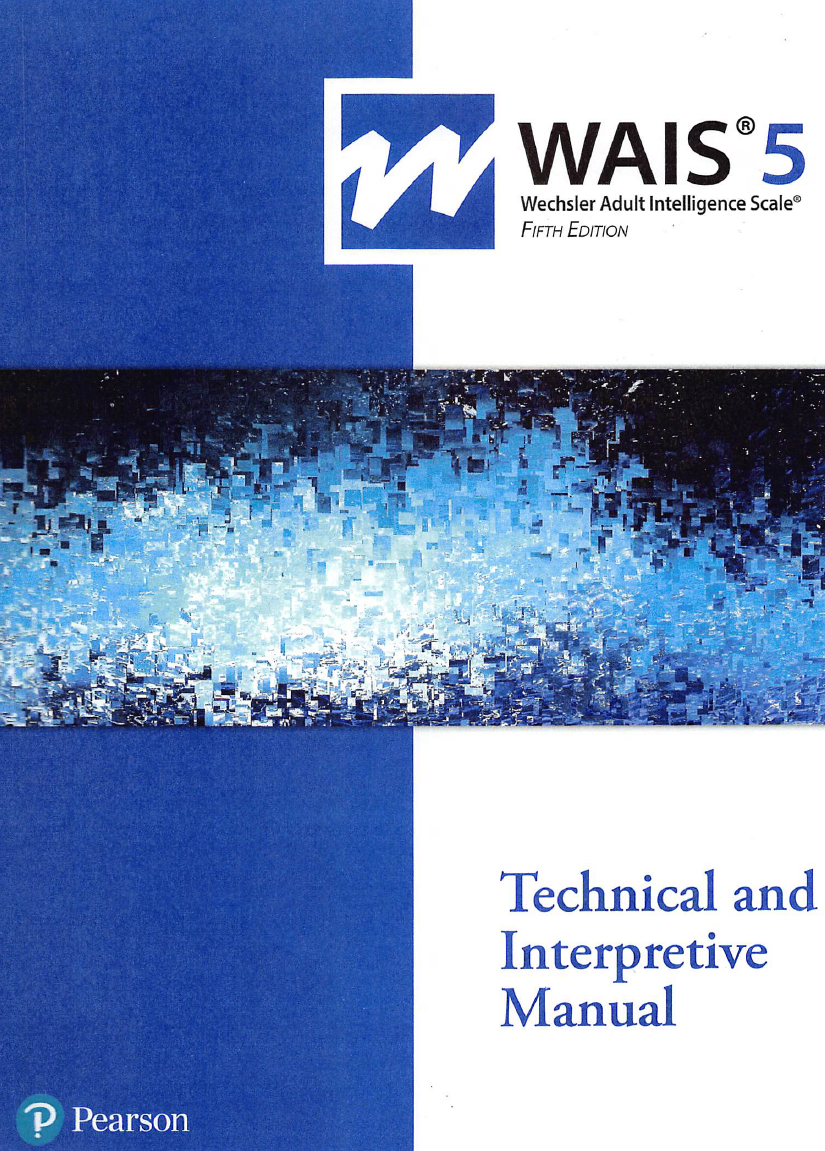 WAIS® 5
Wechsler Adult Intelligence Scale®
FIFTH EDITION
Technical and
Interpretive
Manual
Pearson